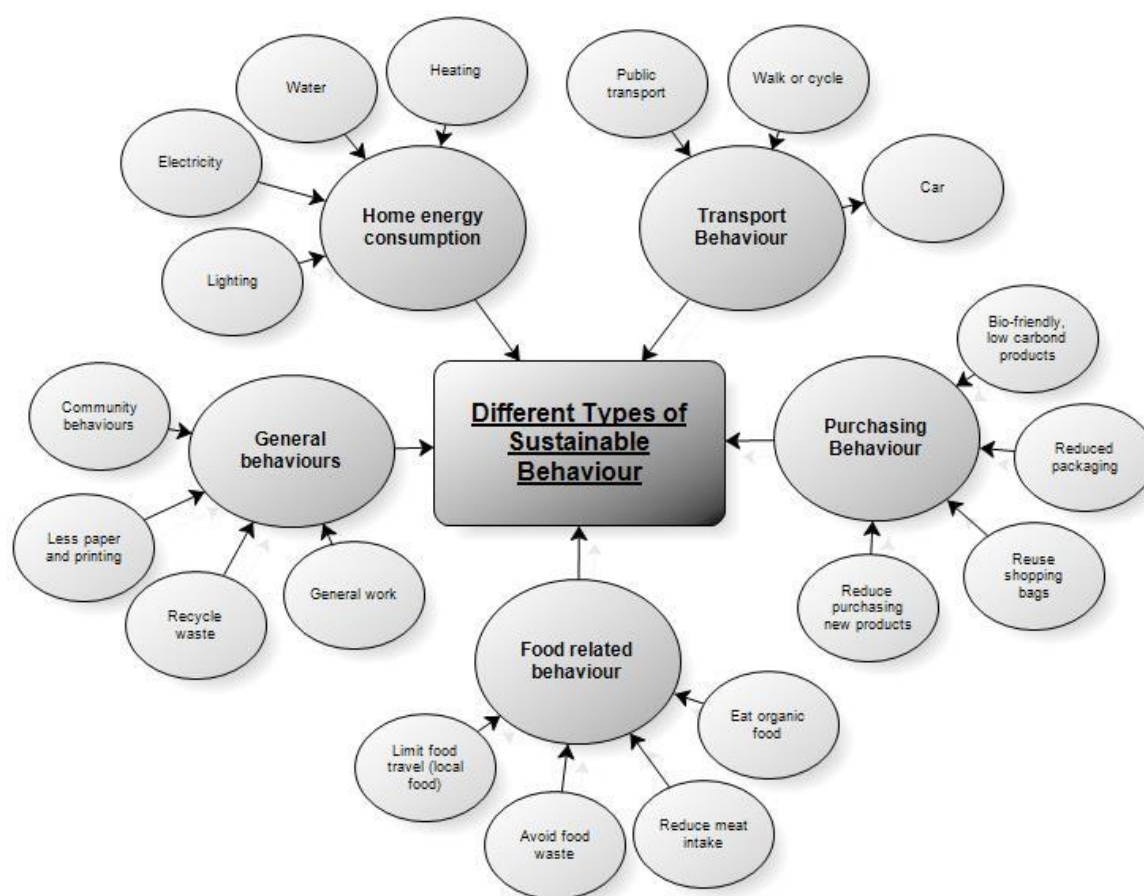 Heating
Water
Electricity
Lighting
Home energy
consumption
Public
transport
Walk or cycle
Car
Transport
Behaviour
Different Types of
Sustainable
Behaviour
Community
behaviours
Less paper
and printing
Recycle
waste
General work
General
behaviours
Bio-friendly,
low carbond
products
Reduced
packaging
Reuse
shopping
bags
Reduce
purchasing
new products
Purchasing
Behaviour
Food related
behaviour
Limit food
travel (local
food)
Avoid food
waste
Reduce meat
intake
Eat organic
food